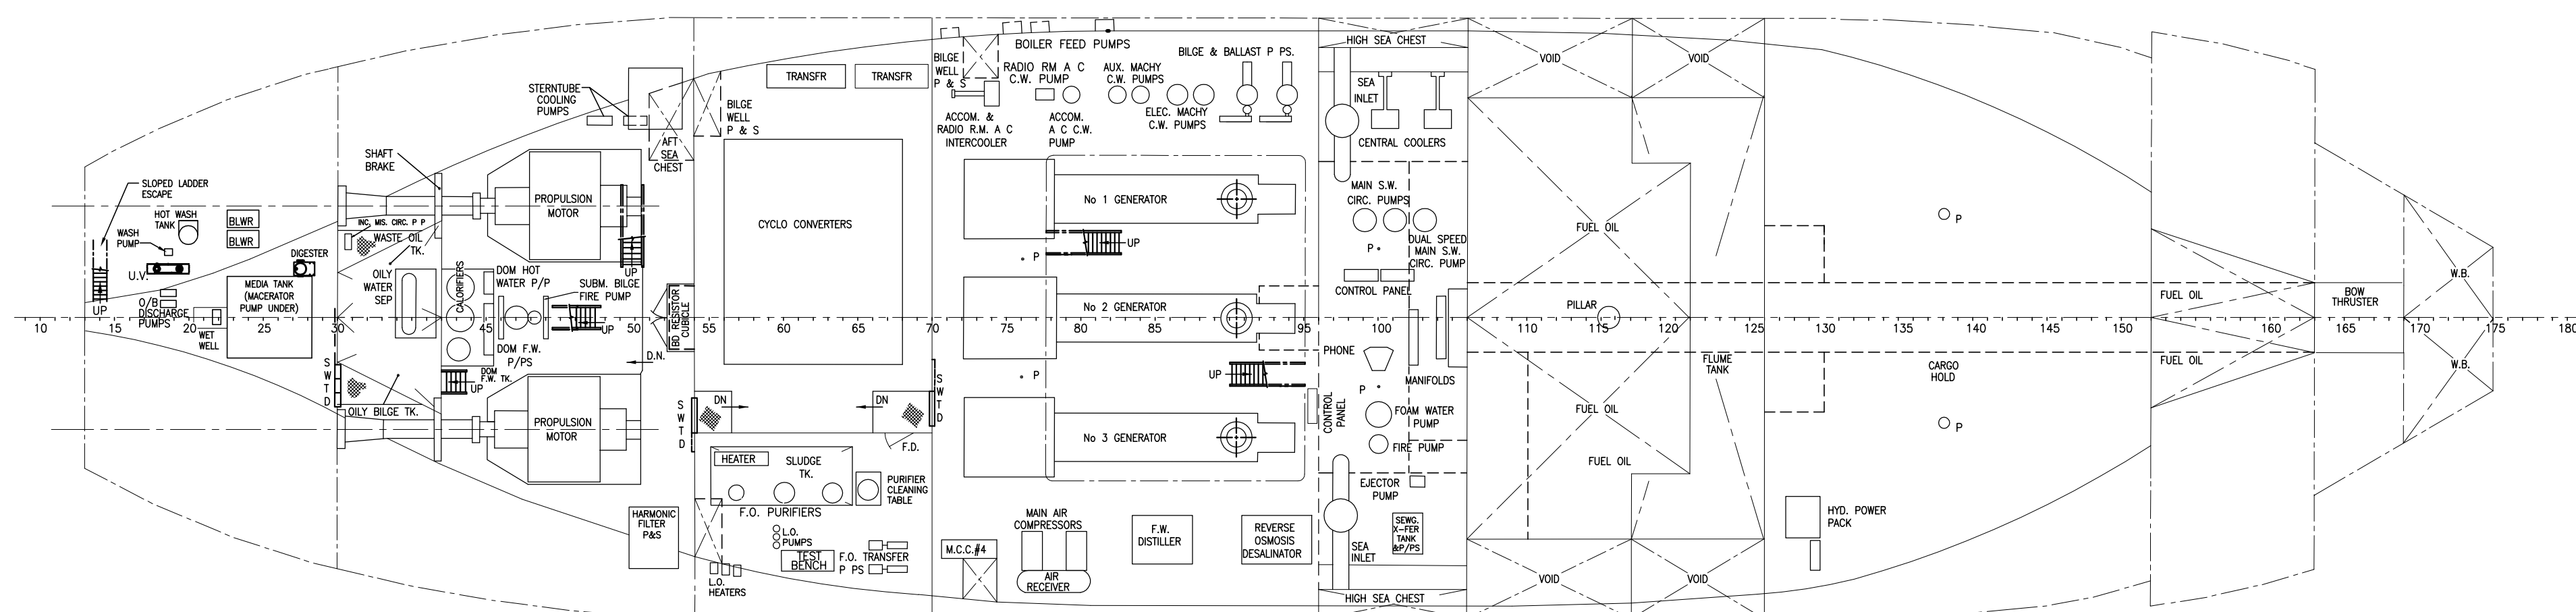 SLOPED LADDER
ESCAPE
HOT WASH
TANK
WASH
PUMP
U.V.
UP
O/B
DISCHARGE
PUMPS
BLWR
BLWR
DIGESTER
MEDIA TANK
(MACERATOR
PUMP UNDER)
WET
WELL
S
W
T
D
SHAFT
BRAKE
INC. MIS. CIRC. P P
WASTE OIL
TK.
OILY
WATER
SEP
OILY BILGE TK.
CALORIFIERS
DOM HOT
WATER P/P
SUBM. BILGE
FIRE PUMP
UP
DOM F.W.
P/PS
DOM
F.W. TK.
UP
UP
D.N.
PROPULSION
MOTOR
PROPULSION
MOTOR
STERNTUBE
COOLING
PUMPS
AFT
SEA
CHEST
BILGE
WELL
P & S
BD RESISTOR
CUBICLE
HARMONIC
FILTER
P&S
TRANSFR
TRANSFR
CYCLO CONVERTERS
S
W
T
D
DN
DN
S
W
T
D
F.D.
HEATER
SLUDGE
TK.
F.O. PURIFIERS
PURIFIER
CLEANING
TABLE
L.O.
PUMPS
TEST
BENCH
F.O. TRANSFER
P PS
L.O.
HEATERS
BILGE
WELL
P & S
BOILER FEED PUMPS
RADIO RM A C
C.W. PUMP
AUX. MACHY
C.W. PUMPS
BILGE & BALLAST P PS.
ACCOM. &
RADIO R.M. A C
INTERCOOLER
ACCOM.
A C C.W.
PUMP
ELEC. MACHY
C.W. PUMPS
No 1 GENERATOR
UP
P
No 2 GENERATOR
P
UP
No 3 GENERATOR
M.C.C.#4
MAIN AIR
COMPRESSORS
AIR
RECEIVER
F.W.
DISTILLER
REVERSE
OSMOSIS
DESALINATOR
HIGH SEA CHEST
SEA
INLET
CENTRAL COOLERS
MAIN S.W.
CIRC. PUMPS
P
DUAL SPEED
MAIN S.W.
CIRC. PUMP
CONTROL PANEL
PHONE
MANIFOLDS
P
CONTROL
PANEL
FOAM WATER
PUMP
FIRE PUMP
EJECTOR
PUMP
SEWG.
X-FER
TANK
&P/PS
SEA
INLET
HIGH SEA CHEST
VOID
VOID
FUEL OIL
PILLAR
FLUME
TANK
FUEL OIL
FUEL OIL
VOID
VOID
P
CARGO
HOLD
P
HYD. POWER
PACK
FUEL OIL
FUEL OIL
BOW
THRUSTER
W.B.
W.B.
10 15 20 25 30 45 50 55 60 65 70 75 80 85 90 95 100 110 115 120 125 130 135 140 145 150 155 160 165 170 175 180